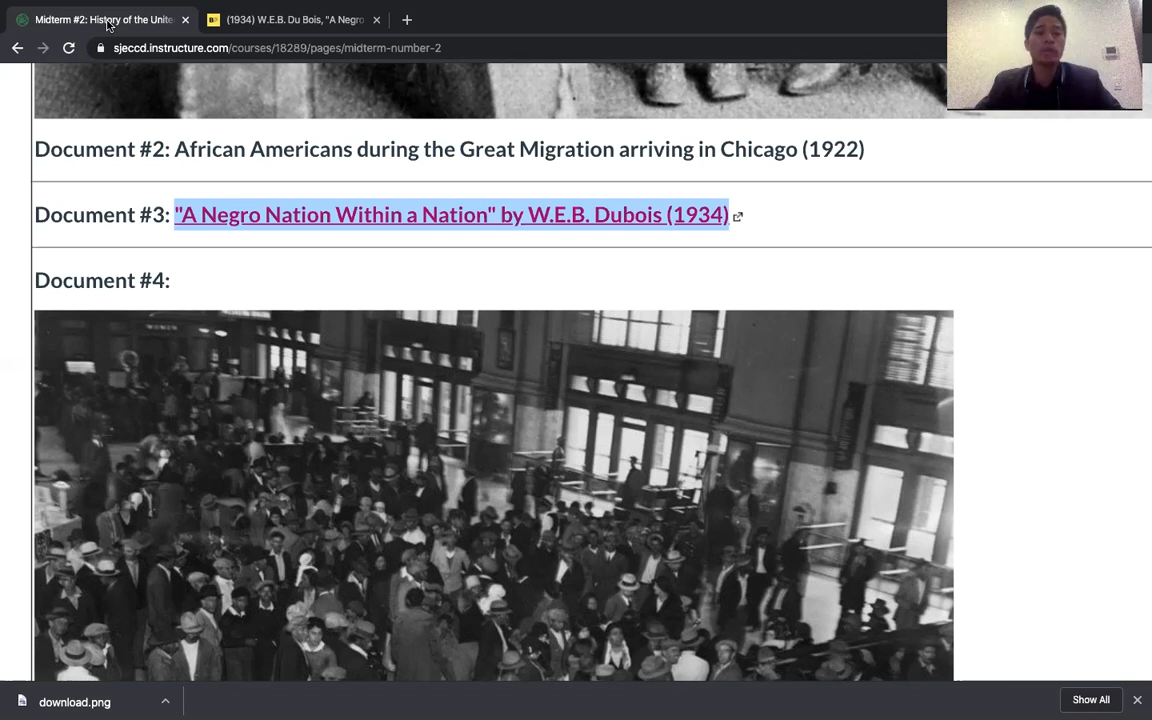 Midterm #2: History of the Unite
(1934) W.E.B. Du Bois, "A Negro
sjeccd.instructure.com/courses/18289/pages/midterm-number-2
Document #2: African Americans during the Great Migration arriving in Chicago (1922)
Document #3: "A Negro Nation Within a Nation" by W.E.B. Dubois (1934)
Document #4:
download.png
Show All